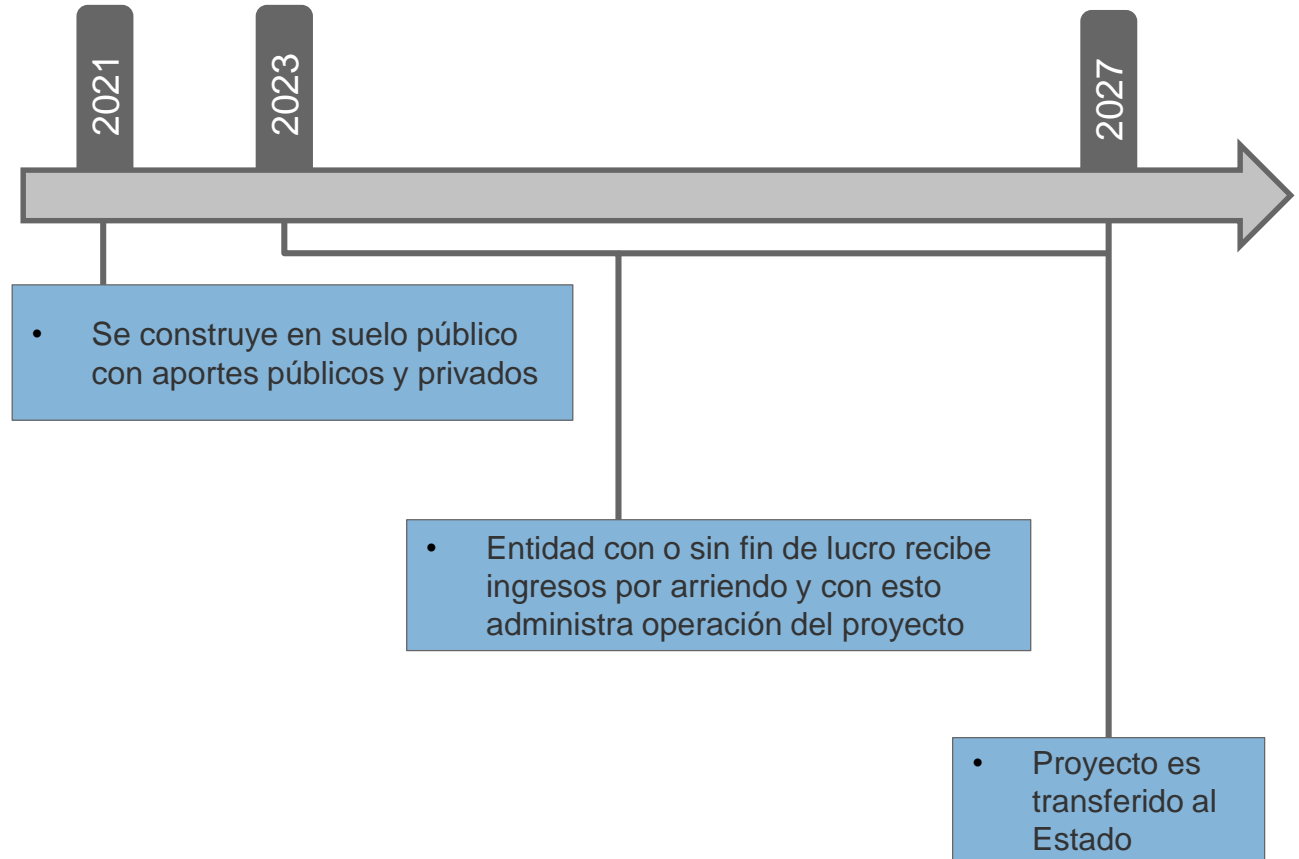 2021
2023
2027
• Se construye en suelo público
con aportes públicos y privados
• Entidad con o sin fin de lucro recibe
ingresos por arriendo y con esto
administra operación del proyecto
• Proyecto es
transferido al
Estado